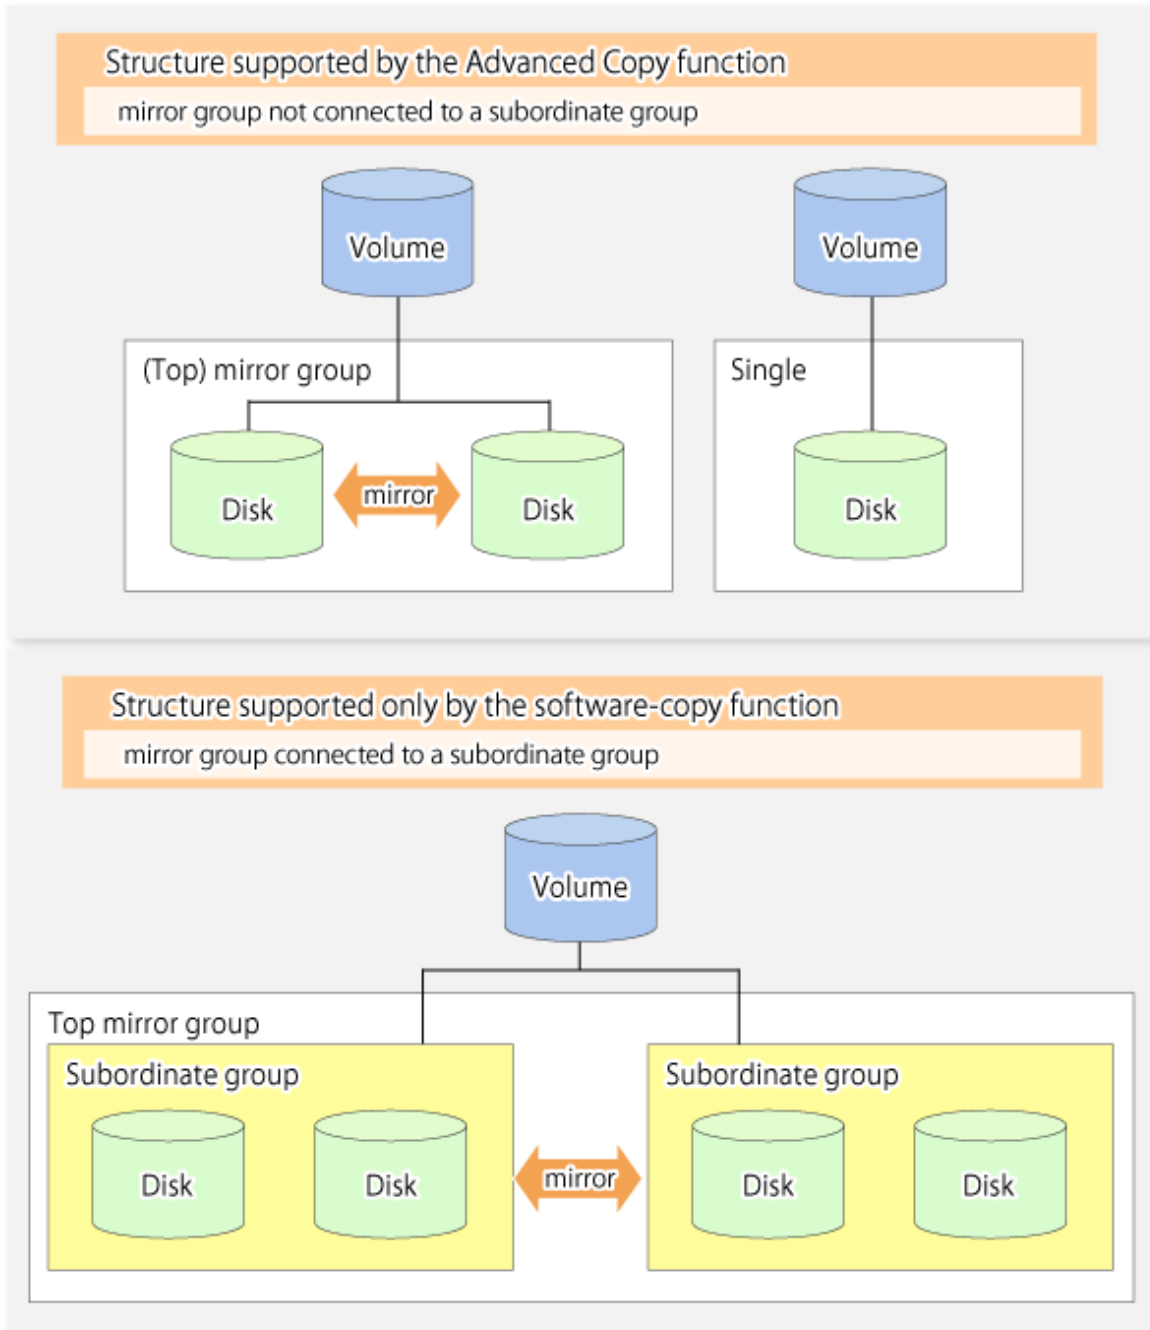 Structure supported by the Advanced Copy function
mirror group not connected to a subordinate group
Volume
Volume
(Top) mirror group
Single
Disk
mirror
Disk
Disk
Structure supported only by the software-copy function
mirror group connected to a subordinate group
Volume
Top mirror group
Subordinate group
Subordinate group
Disk
Disk
mirror
Disk
Disk